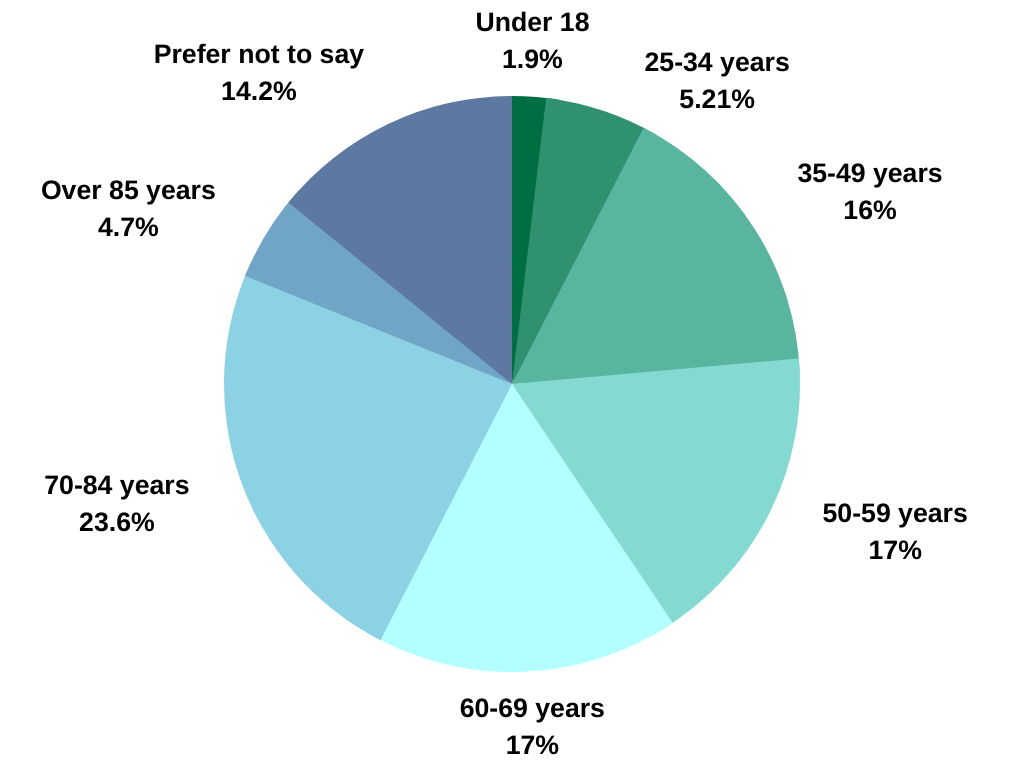 Under 18
1.9%
25-34 years
5.21%
35-49 years
16%
50-59 years
17%
60-69 years
17%
70-84 years
23.6%
Over 85 years
4.7%
Prefer not to say
14.2%